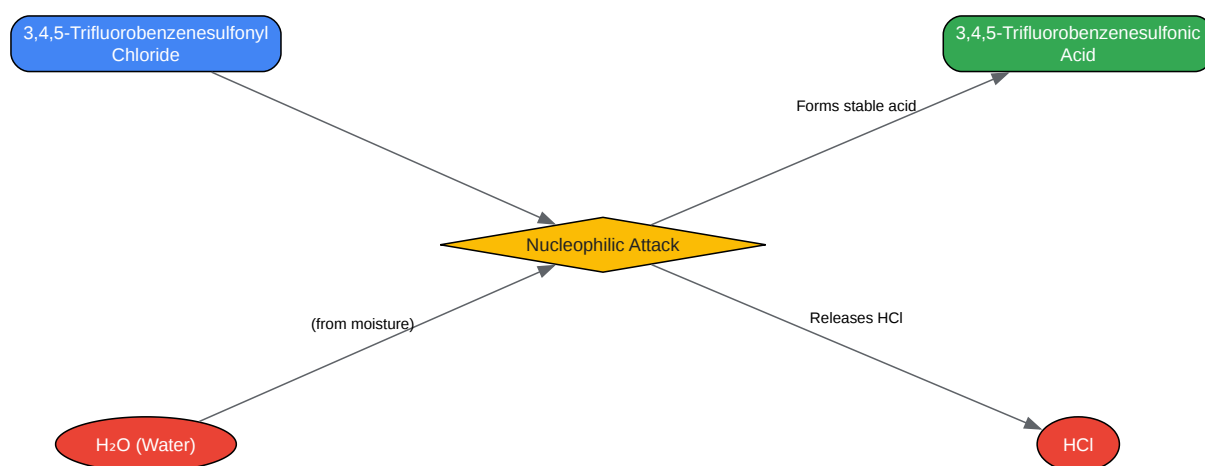 3,4,5-Trifluorobenzenesulfonyl
Chloride
3,4,5-Trifluorobenzenesulfonic
Acid
Forms stable acid
Nucleophilic Attack
(from moisture)
Releases HCl
H₂O (Water)
HCl